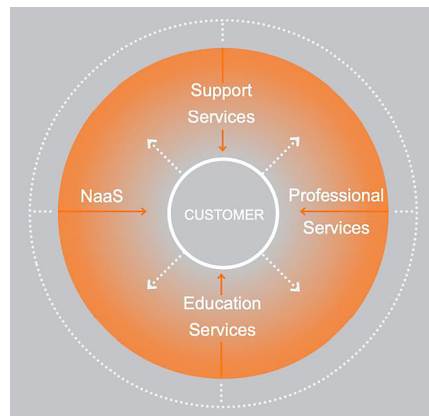 Support
Services
NaaS
CUSTOMER
Professional
Services
Education
Services